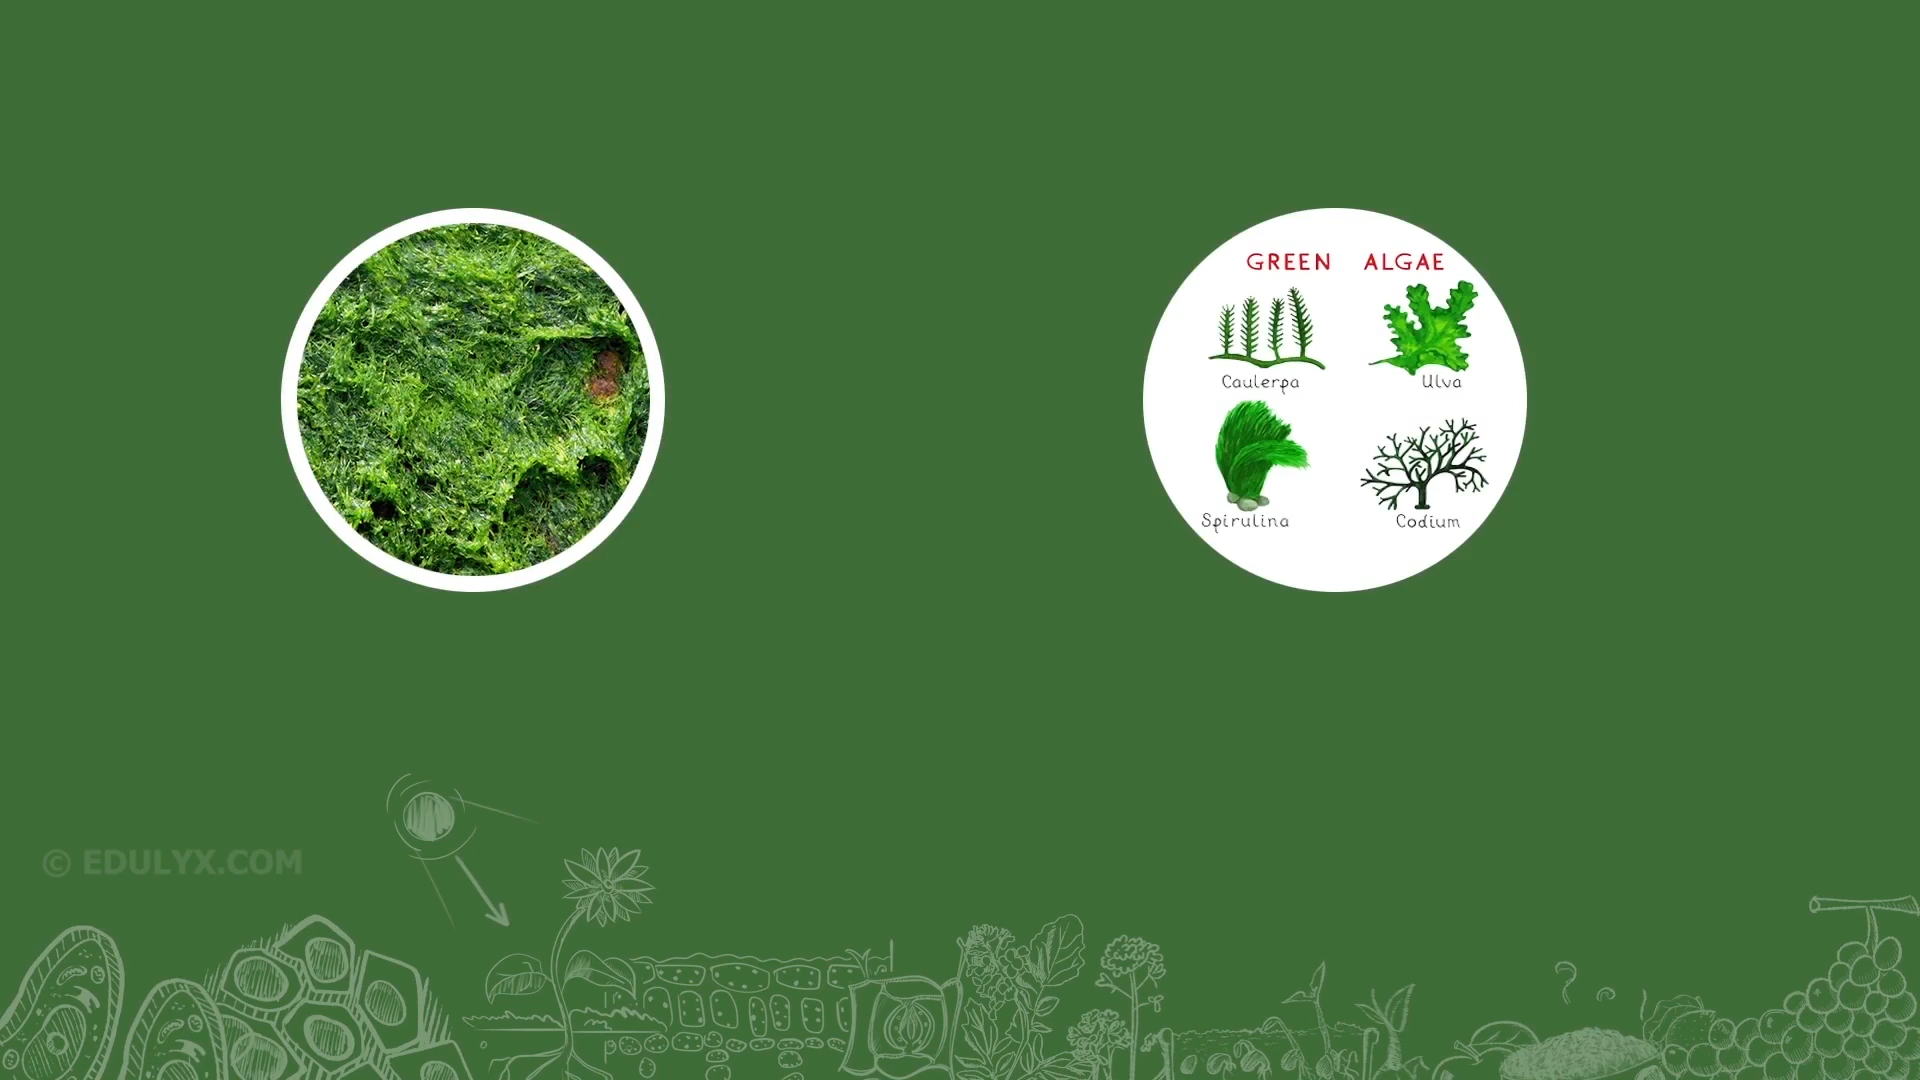 GREEN ALGAE
Caulerpa
Ulva
Spirulina
Codium
© EDULYX.COM